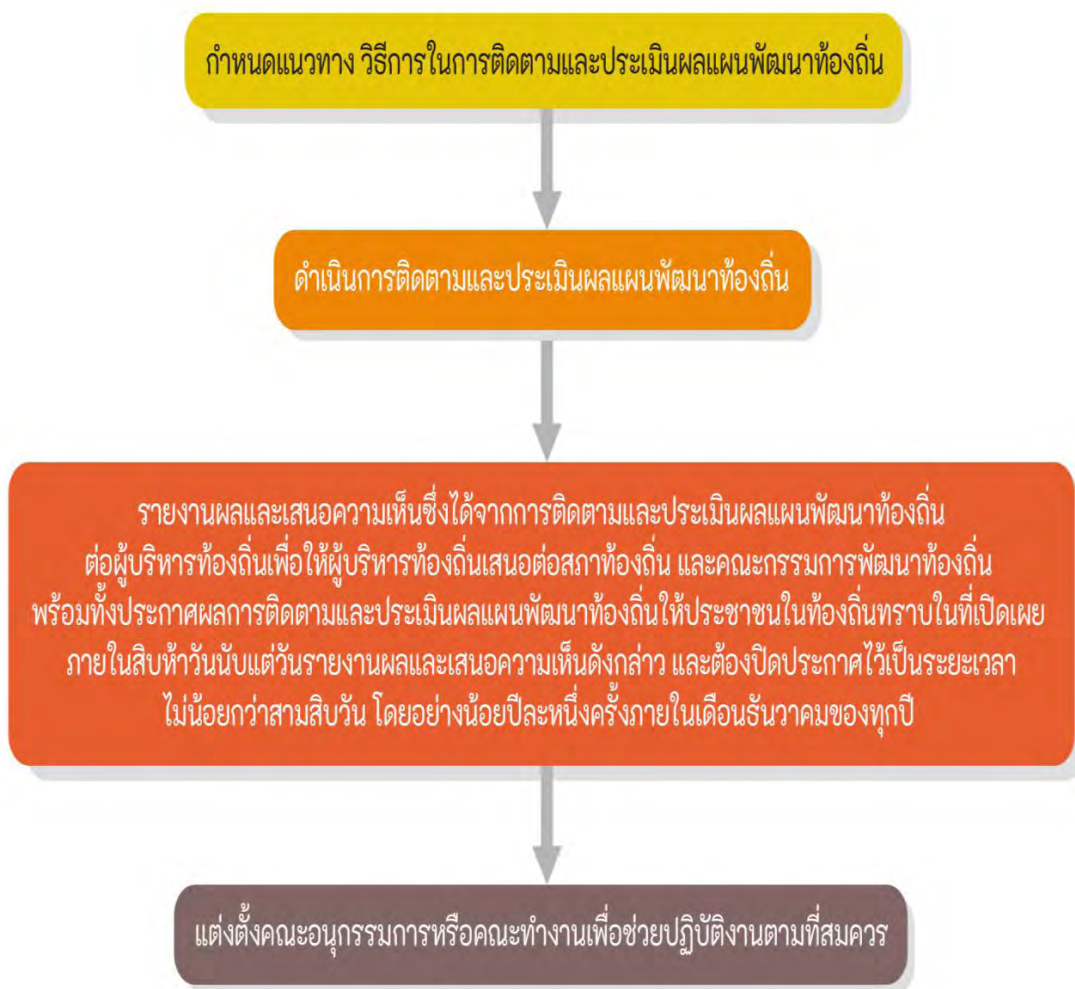 กำหนดแนวทาง วิธีการในการติดตามและประเมินผลแผนพัฒนาท้องถิ่น
ดำเนินการติดตามและประเมินผลแผนพัฒนาท้องถิ่น
รายงานผลและเสนอความเห็นซึ่งได้จากการติดตามและประเมินผลแผนพัฒนาท้องถิ่น
ต่อผู้บริหารท้องถิ่นเพื่อให้ผู้บริหารท้องถิ่นเสนอต่อสภาท้องถิ่น และคณะกรรมการพัฒนาท้องถิ่น
พร้อมทั้งประกาศผลการติดตามและประเมินผลแผนพัฒนาท้องถิ่นให้ประชาชนในท้องถิ่นทราบในที่เปิดเผย
ภายในสิบห้าวันนับแต่วันรายงานผลและเสนอความเห็นดังกล่าว และต้องปิดประกาศไว้เป็นระยะเวลา
ไม่น้อยกว่าสามสิบวัน โดยอย่างน้อยปีละหนึ่งครั้งภายในเดือนธันวาคมของทุกปี
แต่งตั้งคณะอนุกรรมการหรือคณะทำงานเพื่อช่วยปฏิบัติงานตามที่สมควร